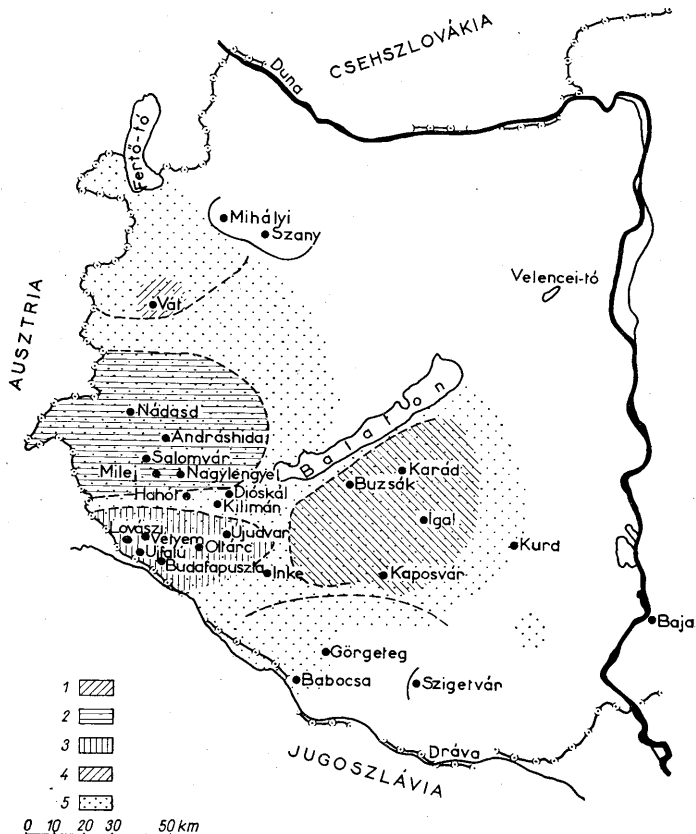 CSEHSZLOVÁKIA
Duna
Fertő-tó
Mihályi
Szany
Velencei-tó
AUSZTRIA
Vát
Balaton
Nádasd
Andráshida
Salomvár
Milej
Nagylengyel
Karád
Buzsák
Hahót
Dióskál
Kilimán
Igal
Lovászi
Vétyem
Újudvar
Újfalu
Oltárc
Kurd
Budafapuszta
Inke
Kaposvár
Baja
Görgeteg
Babocsa
Szigetvár
Dráva
JUGOSZLÁVIA
1
2
3
4
5
0 10 20 30 50 km